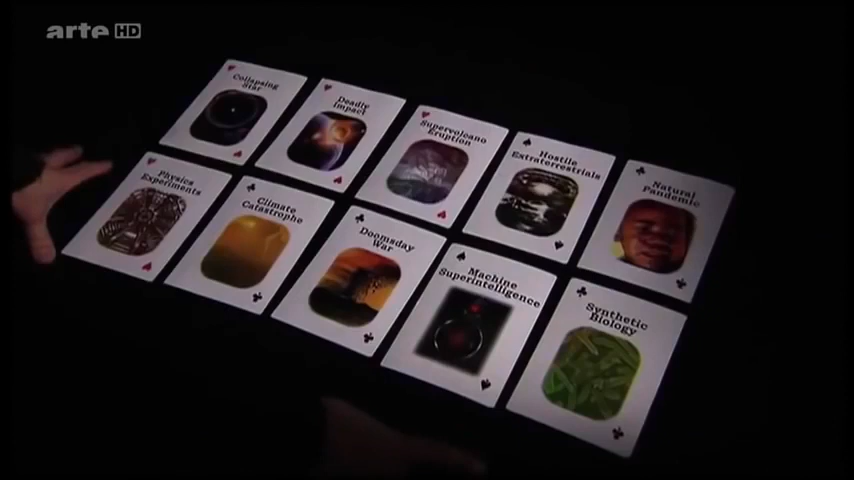 arte HD
Collapsing
Star
Deadly
Impact
Supervolcano
Eruption
Hostile
Extraterrestrials
Natural
Pandemic
Physics
Experiments
Climate
Catastrophe
Doomsday
War
Machine
Superintelligence
Synthetic
Biology